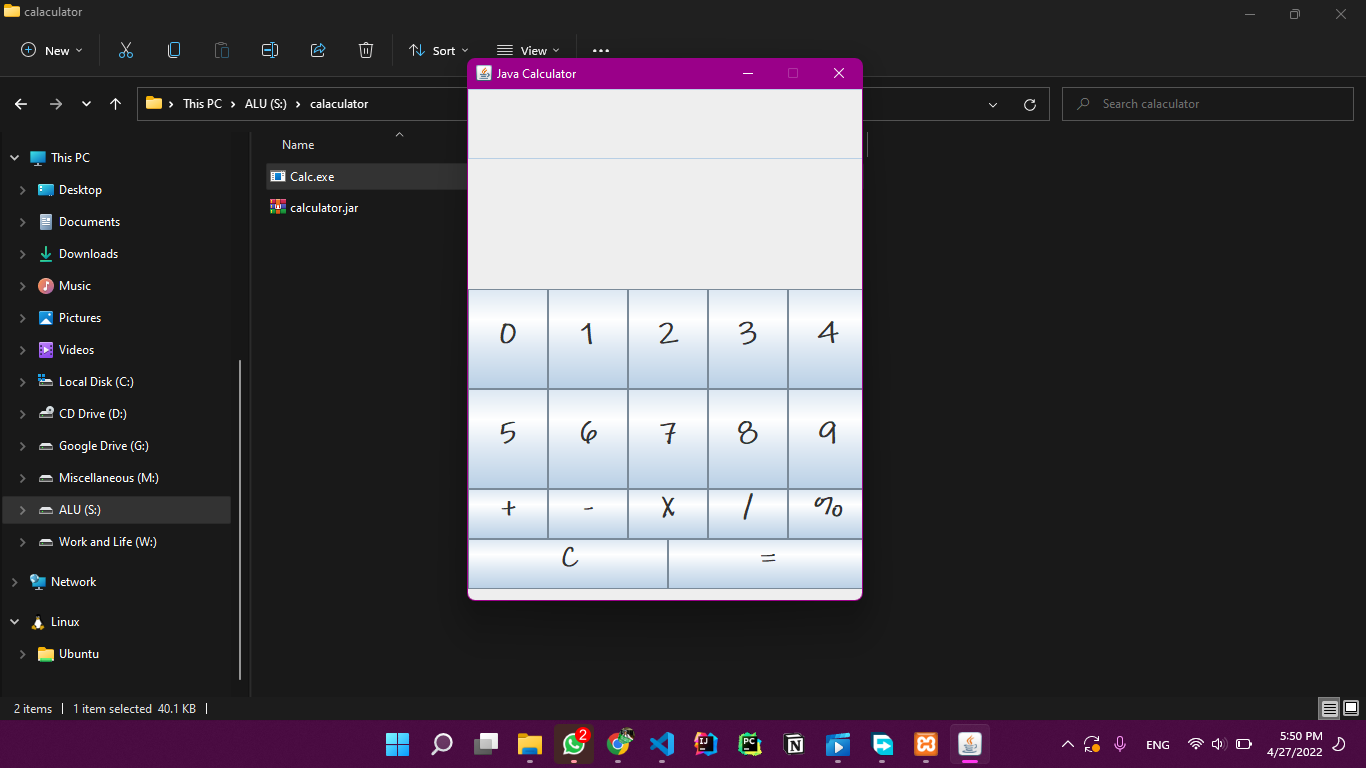 calaculator
New
Sort
View
This PC
ALU (S:)
calaculator
Search calaculator
This PC
Desktop
Documents
Downloads
Music
Pictures
Videos
Local Disk (C:)
CD Drive (D:)
Google Drive (G:)
Miscellaneous (M:)
ALU (S:)
Work and Life (W:)
Network
Linux
Ubuntu
Name
Calc.exe
calculator.jar
Java Calculator
0 1 2 3 4
5 6 7 8 9
+ - X / %
C =
2 items 1 item selected 40.1 KB
2
IJ
PC
N
ENG
5:50 PM
4/27/2022